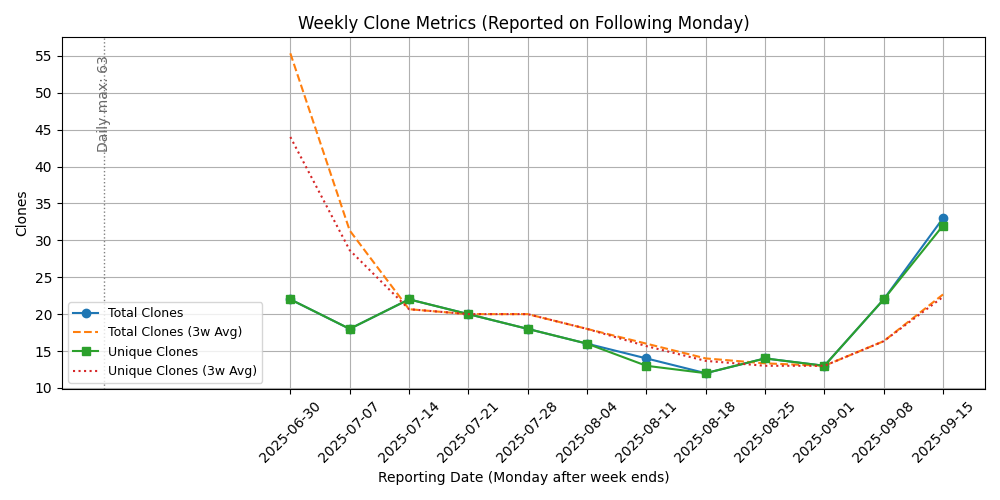 Weekly Clone Metrics (Reported on Following Monday)
Clones
55
50
45
40
35
30
25
20
15
10
Daily max: 63
Total Clones
Total Clones (3w Avg)
Unique Clones
Unique Clones (3w Avg)
2025-06-30
2025-07-07
2025-07-14
2025-07-21
2025-07-28
2025-08-04
2025-08-11
2025-08-18
2025-08-25
2025-09-01
2025-09-08
2025-09-15
Reporting Date (Monday after week ends)